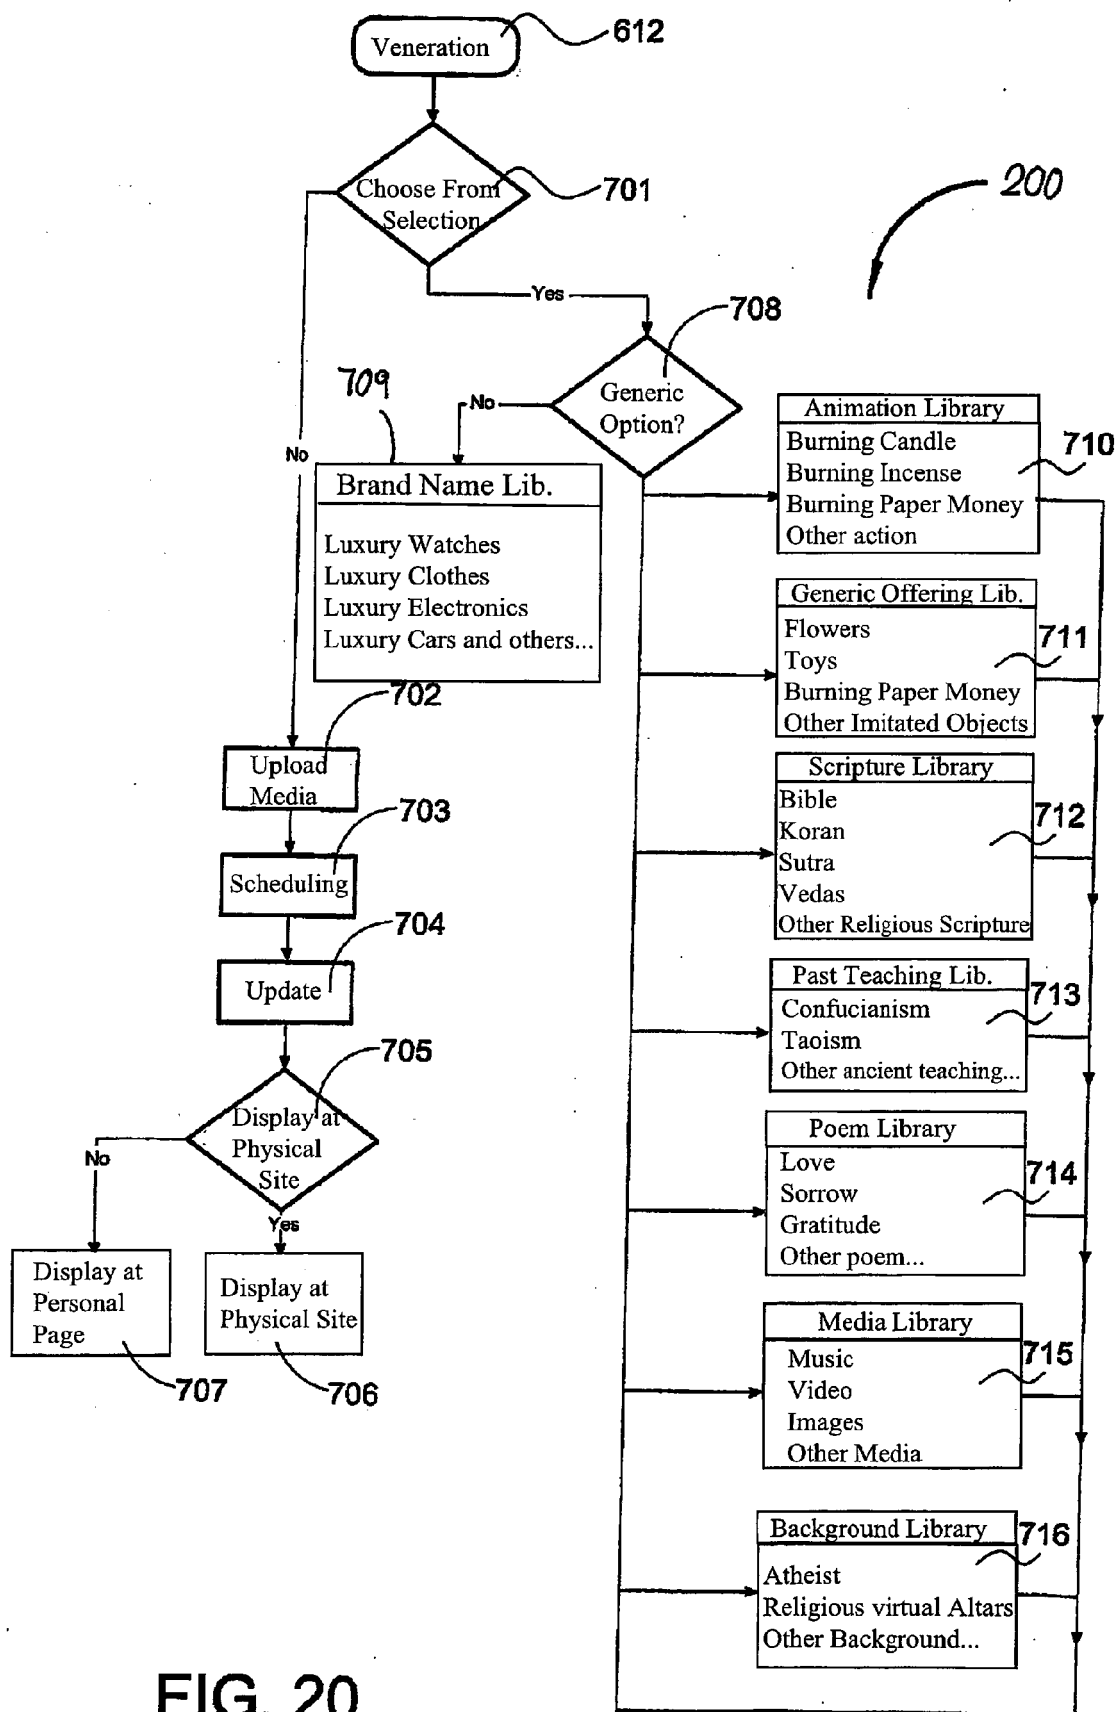 Veneration
612
Choose From
Selection
701
200
Yes
708
Generic
Option?
No
709
No
Brand Name Lib.
Luxury Watches
Luxury Clothes
Luxury Electronics
Luxury Cars and others...
Animation Library
Burning Candle
Burning Incense
Burning Paper Money
Other action
710
Generic Offering Lib.
Flowers
Toys
Burning Paper Money
Other Imitated Objects
711
702
Upload
Media
703
Scheduling
704
Update
705
Display at
Physical
Site
No
Yes
Display at
Personal
Page
707
Display at
Physical Site
706
Scripture Library
Bible
Koran
Sutra
Vedas
Other Religious Scripture
712
Past Teaching Lib.
Confucianism
Taoism
Other ancient teaching...
713
Poem Library
Love
Sorrow
Gratitude
Other poem...
714
Media Library
Music
Video
Images
Other Media
715
Background Library
Atheist
Religious virtual Altars
Other Background...
716
FIG. 20